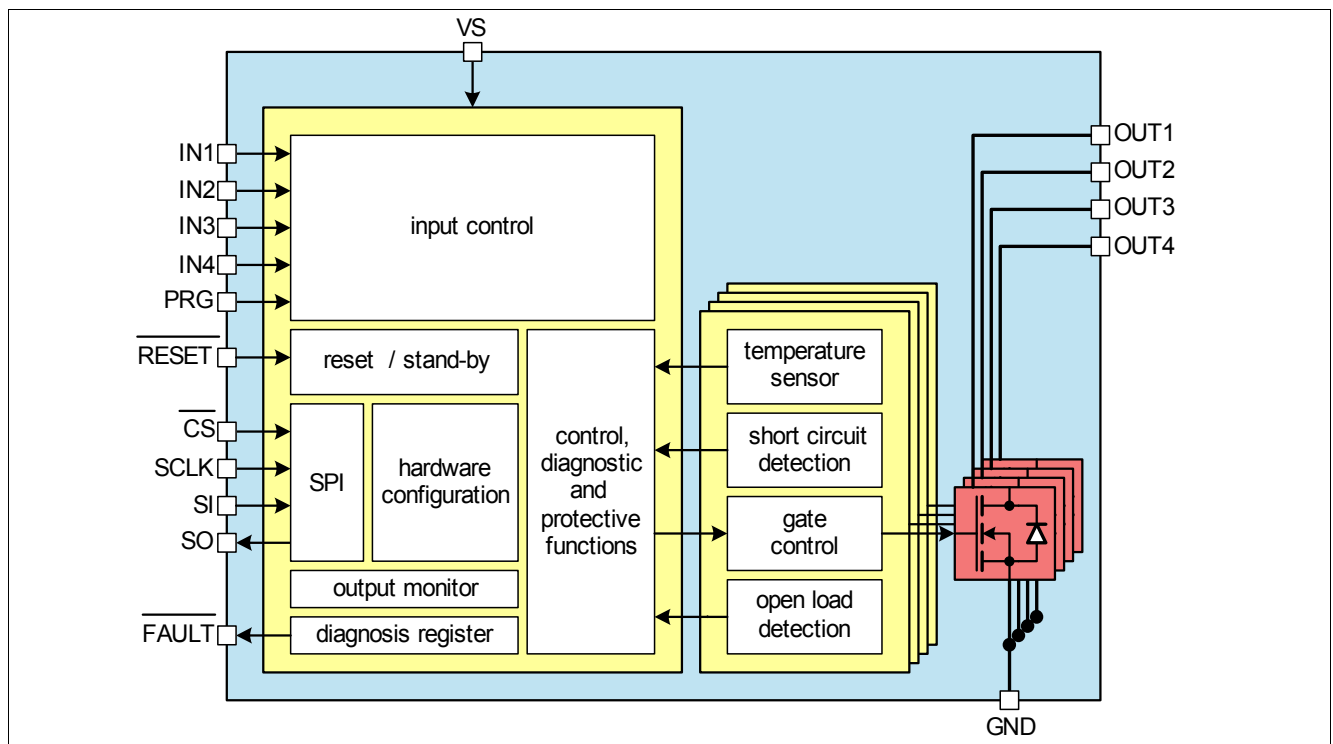 VS
IN1
IN2
IN3
IN4
PRG
RESET
CS
SCLK
SI
SO
FAULT
input control
reset / stand-by
SPI
hardware
configuration
output monitor
diagnosis register
control,
diagnostic
and
protective
functions
temperature
sensor
short circuit
detection
gate
control
open load
detection
OUT1
OUT2
OUT3
OUT4
GND